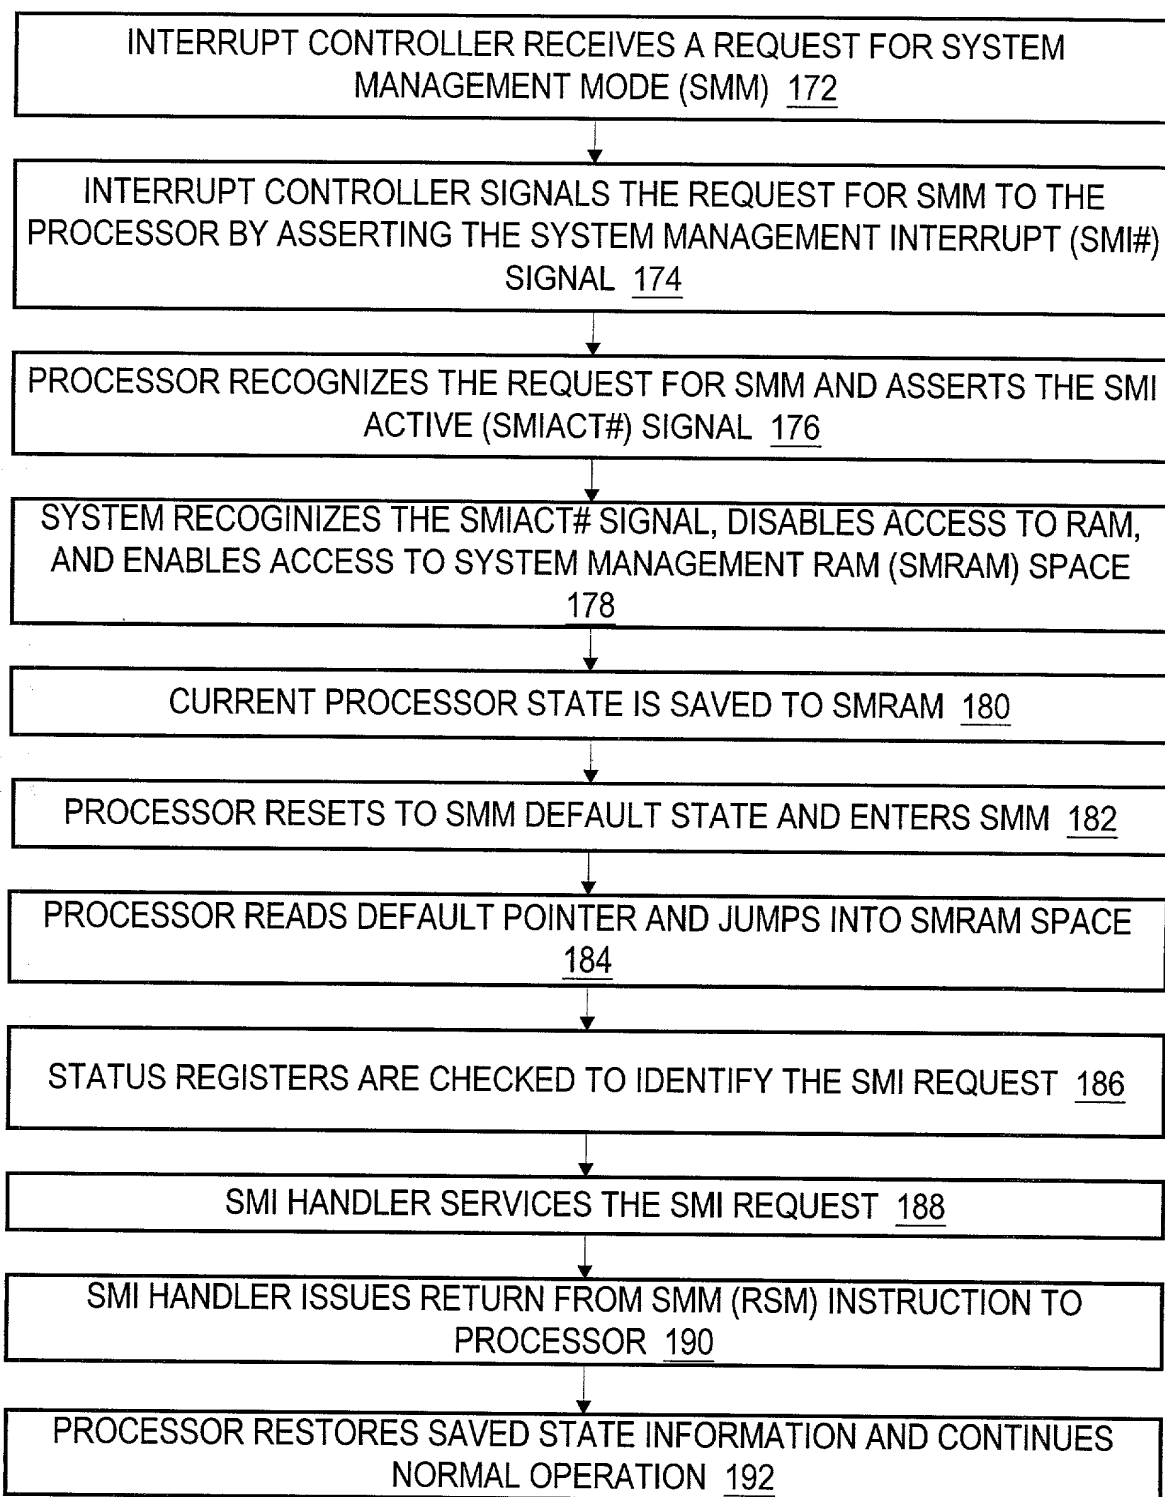 INTERRUPT CONTROLLER RECEIVES A REQUEST FOR SYSTEM
MANAGEMENT MODE (SMM) 172
INTERRUPT CONTROLLER SIGNALS THE REQUEST FOR SMM TO THE
PROCESSOR BY ASSERTING THE SYSTEM MANAGEMENT INTERRUPT (SMI#)
SIGNAL 174
PROCESSOR RECOGNIZES THE REQUEST FOR SMM AND ASSERTS THE SMI
ACTIVE (SMIACT#) SIGNAL 176
SYSTEM RECOGINIZES THE SMIACT# SIGNAL, DISABLES ACCESS TO RAM,
AND ENABLES ACCESS TO SYSTEM MANAGEMENT RAM (SMRAM) SPACE
178
CURRENT PROCESSOR STATE IS SAVED TO SMRAM 180
PROCESSOR RESETS TO SMM DEFAULT STATE AND ENTERS SMM 182
PROCESSOR READS DEFAULT POINTER AND JUMPS INTO SMRAM SPACE
184
STATUS REGISTERS ARE CHECKED TO IDENTIFY THE SMI REQUEST 186
SMI HANDLER SERVICES THE SMI REQUEST 188
SMI HANDLER ISSUES RETURN FROM SMM (RSM) INSTRUCTION TO
PROCESSOR 190
PROCESSOR RESTORES SAVED STATE INFORMATION AND CONTINUES
NORMAL OPERATION 192